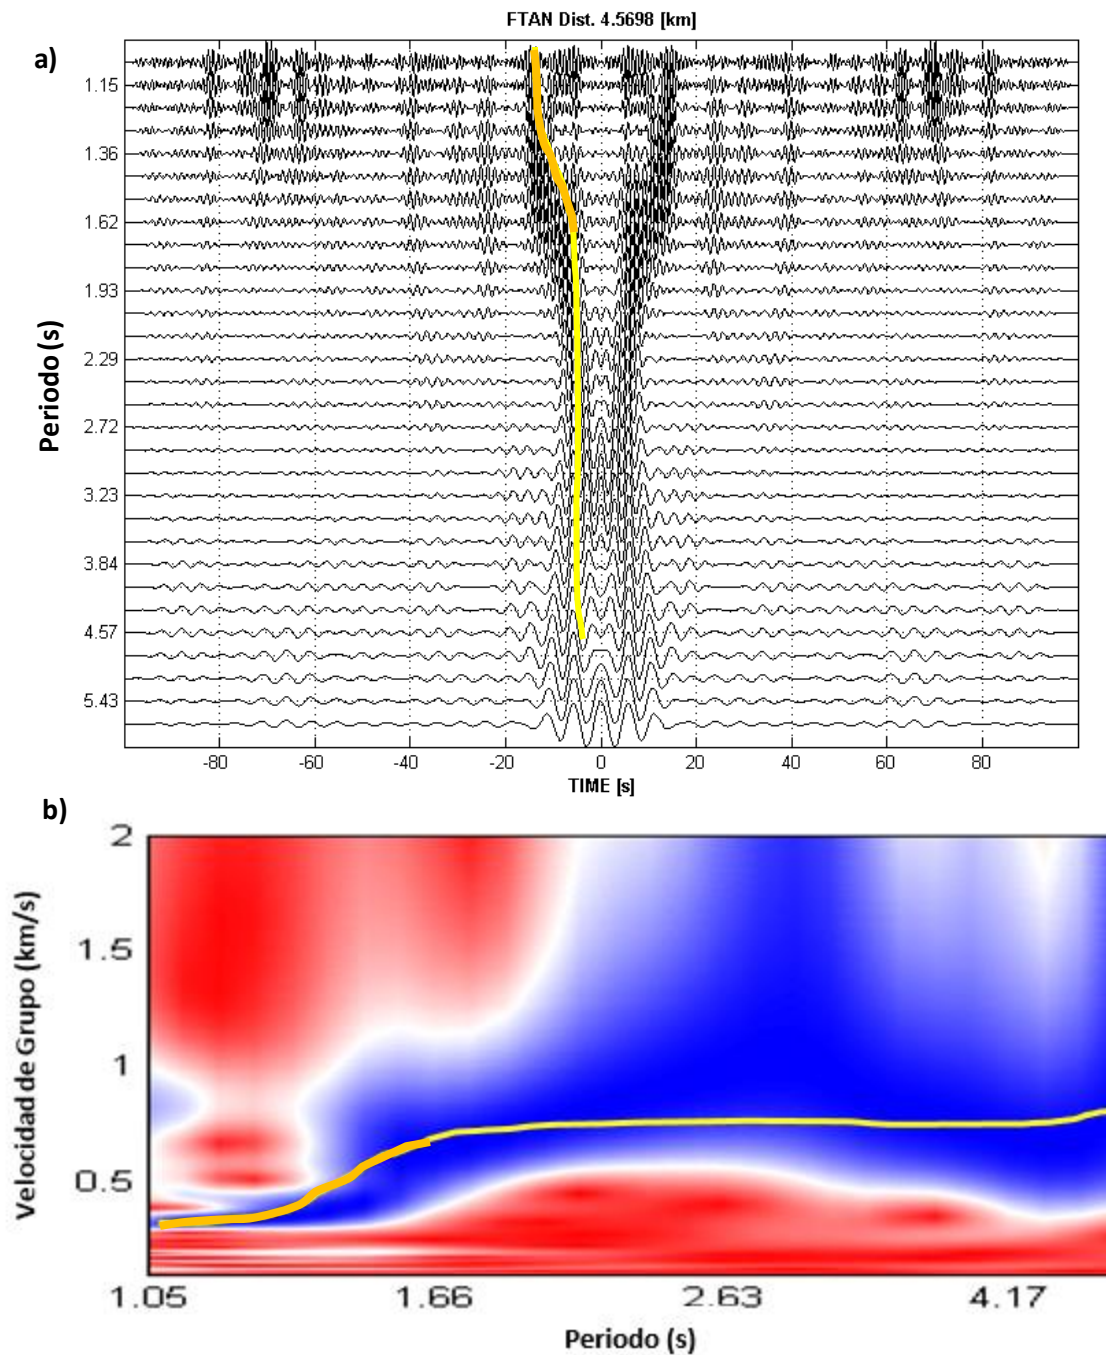 FTAN Dist. 4.5698 [km]
a)
1.15
1.36
1.62
1.93
2.29
2.72
3.23
3.84
4.57
5.43
Periodo (s)
-80 -60 -40 -20 0 20 40 60 80
TIME [s]
b)
2
1.5
1
0.5
Velocidad de Grupo (km/s)
1.05 1.66 2.63 4.17
Periodo (s)